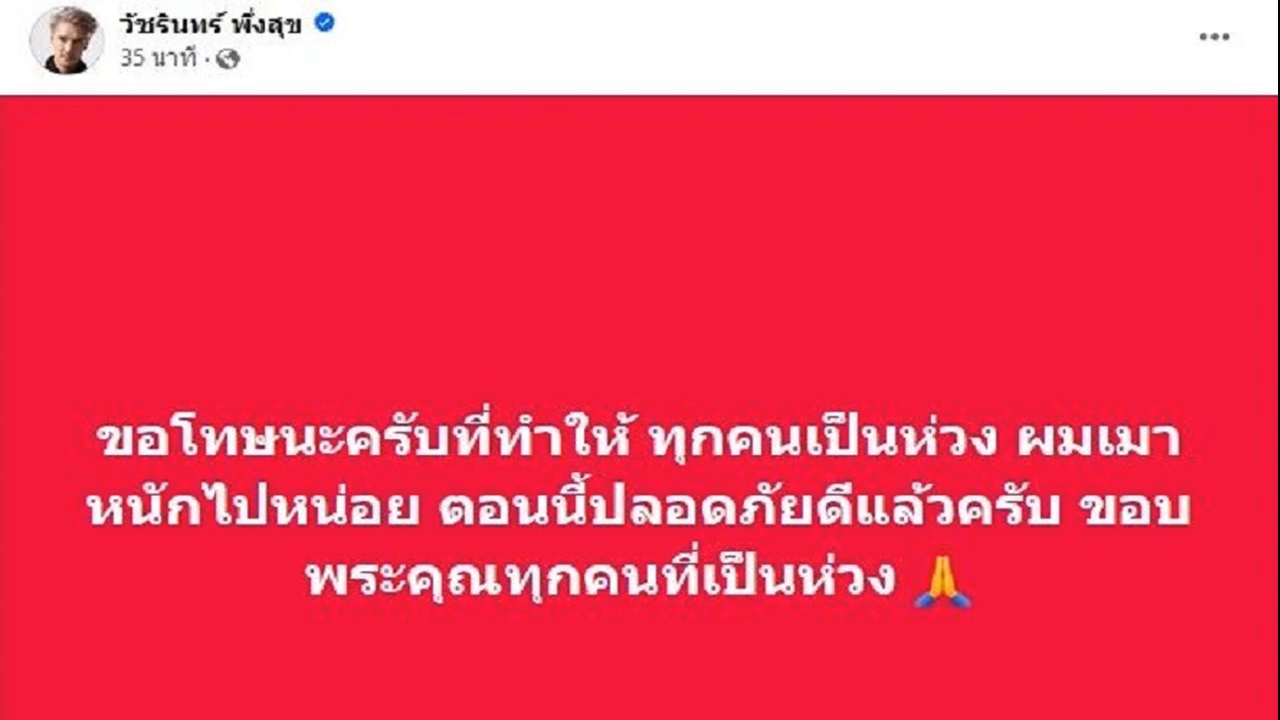 วัชรินทร์ พึ่งสุข
35 นาที ·
ขอโทษนะครับที่ทำให้ ทุกคนเป็นห่วง ผมเมา
หนักไปหน่อย ตอนนี้ปลอดภัยดีแล้วครับ ขอบ
พระคุณทุกคนที่เป็นห่วง 🙏